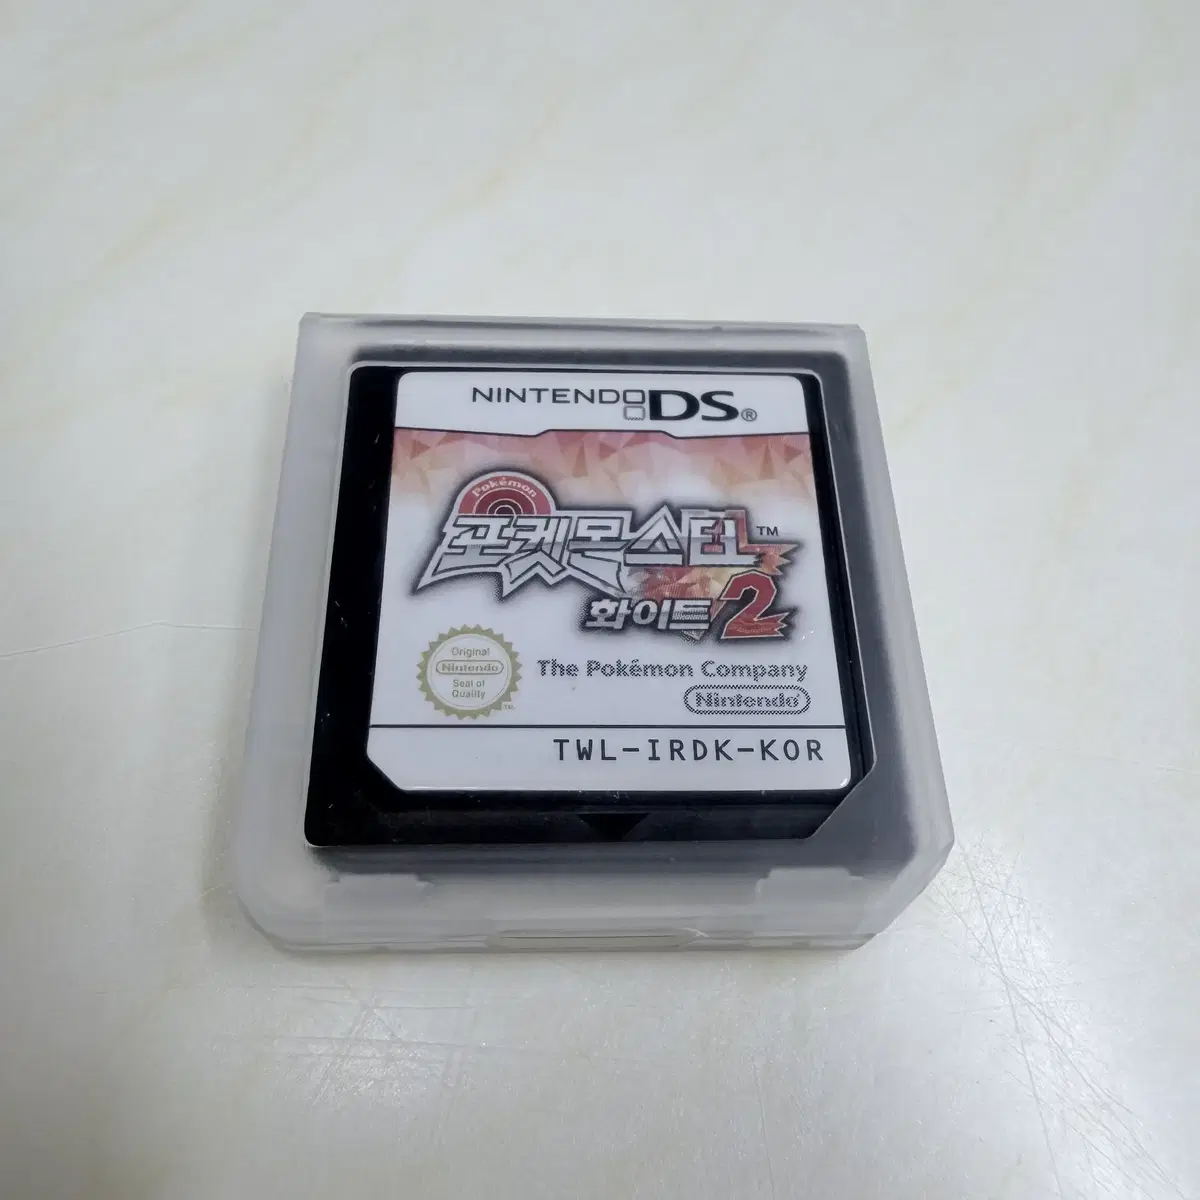 NINTENDO DS®
Pokémon
포켓몬스터™
화이트2
Original
Nintendo
Seal of
Quality
TM
The Pokémon Company
Nintendo®
TWL-IRDK-KOR